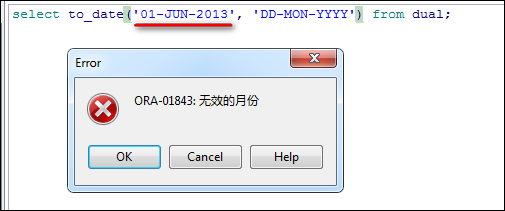 select to_date('01-JUN-2013', 'DD-MON-YYYY') from dual;
Error
ORA-01843: 无效的月份
OK
Cancel
Help